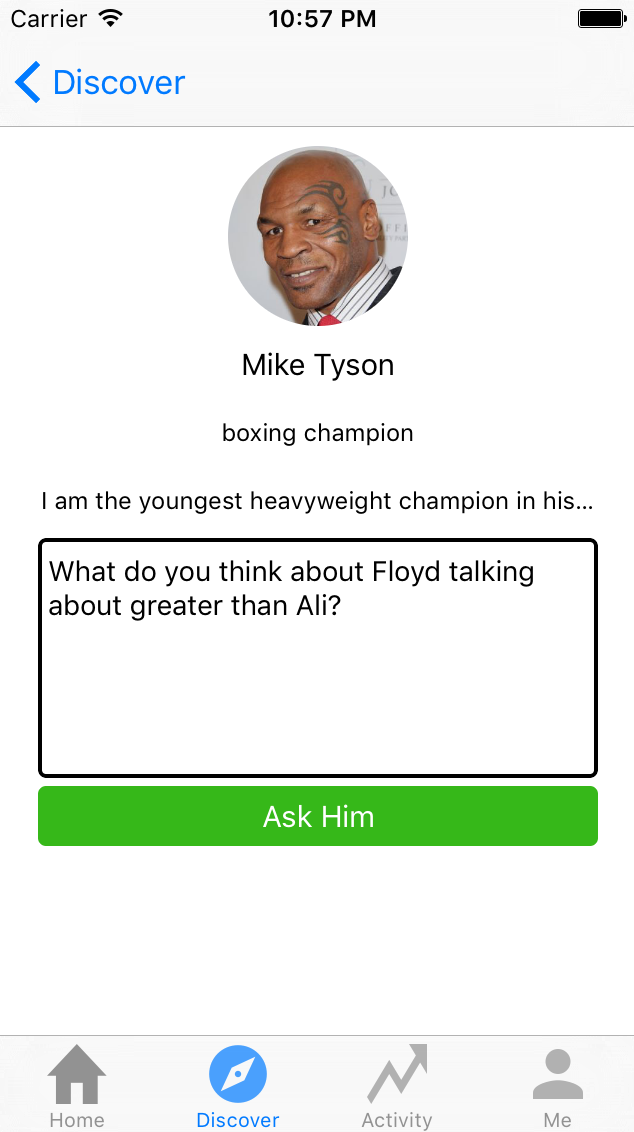 Carrier 10:57 PM
Discover
Mike Tyson
boxing champion
I am the youngest heavyweight champion in his...
What do you think about Floyd talking
about greater than Ali?
Ask Him
Home Discover Activity Me